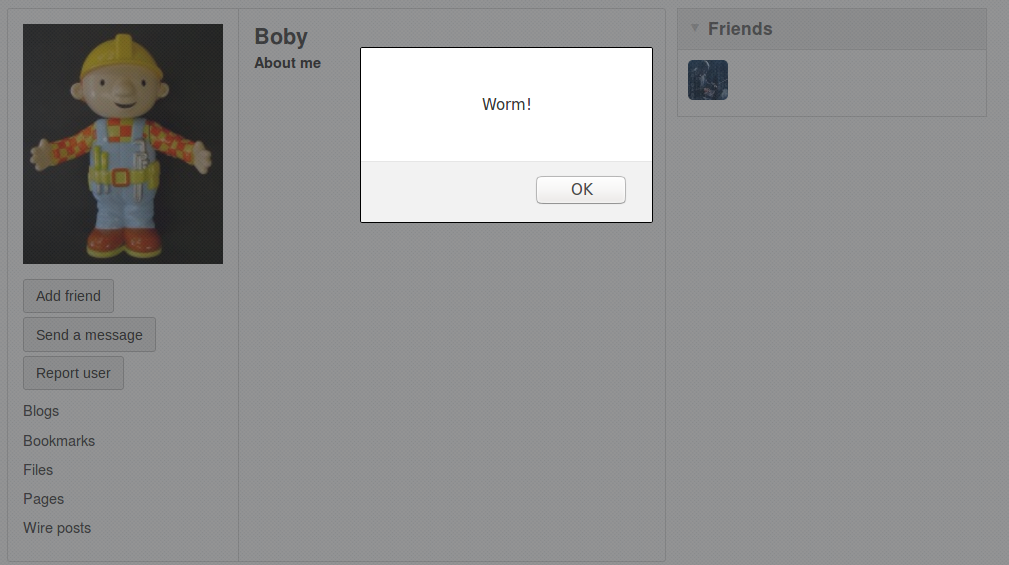 Boby
About me
Worm!
OK
Add friend
Send a message
Report user
Blogs
Bookmarks
Files
Pages
Wire posts
Friends